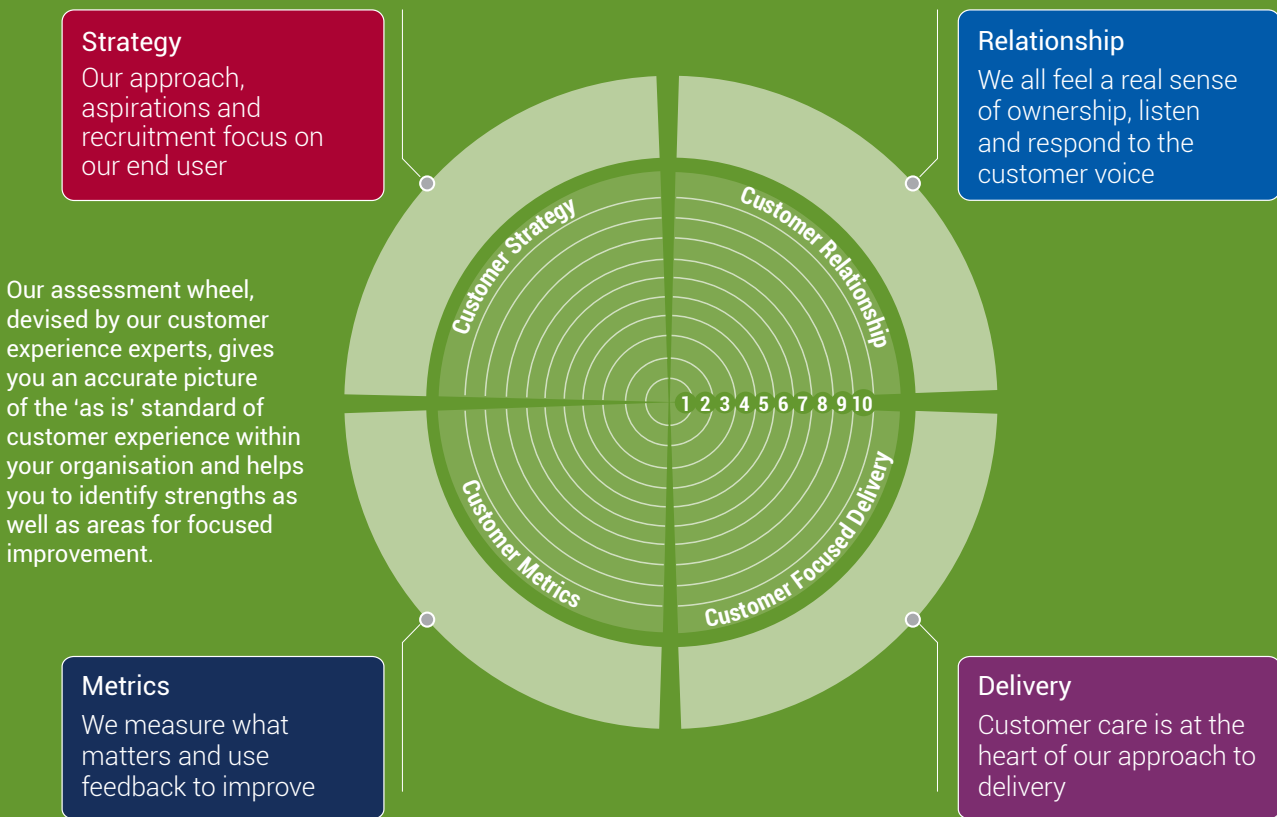 Strategy
Our approach,
aspirations and
recruitment focus on
our end user
Relationship
We all feel a real sense
of ownership, listen
and respond to the
customer voice
Our assessment wheel,
devised by our customer
experience experts, gives
you an accurate picture
of the ‘as is’ standard of
customer experience within
your organisation and helps
you to identify strengths as
well as areas for focused
improvement.
Customer Strategy
Customer Relationship
1 2 3 4 5 6 7 8 9 10
Customer Metrics
Customer Focused Delivery
Metrics
We measure what
matters and use
feedback to improve
Delivery
Customer care is at the
heart of our approach to
delivery